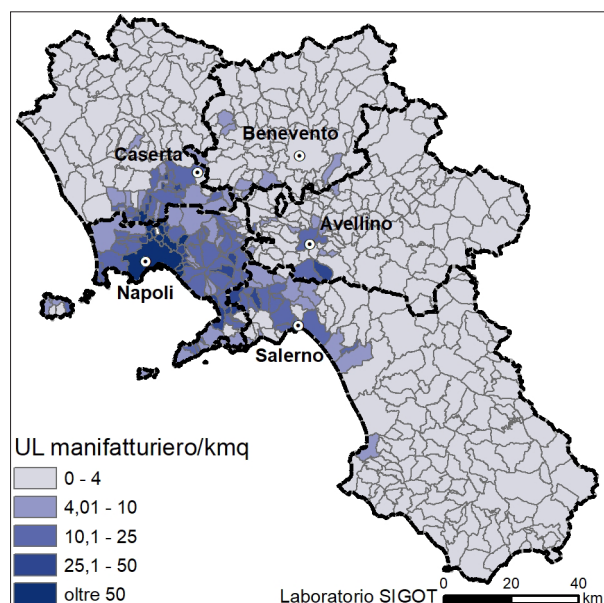 Benevento
Caserta
Avellino
Napoli
Salerno
UL manifatturiero/kmq
0 - 4
4,01 - 10
10,1 - 25
25,1 - 50
oltre 50
Laboratorio SIGOT
0 20 40
km